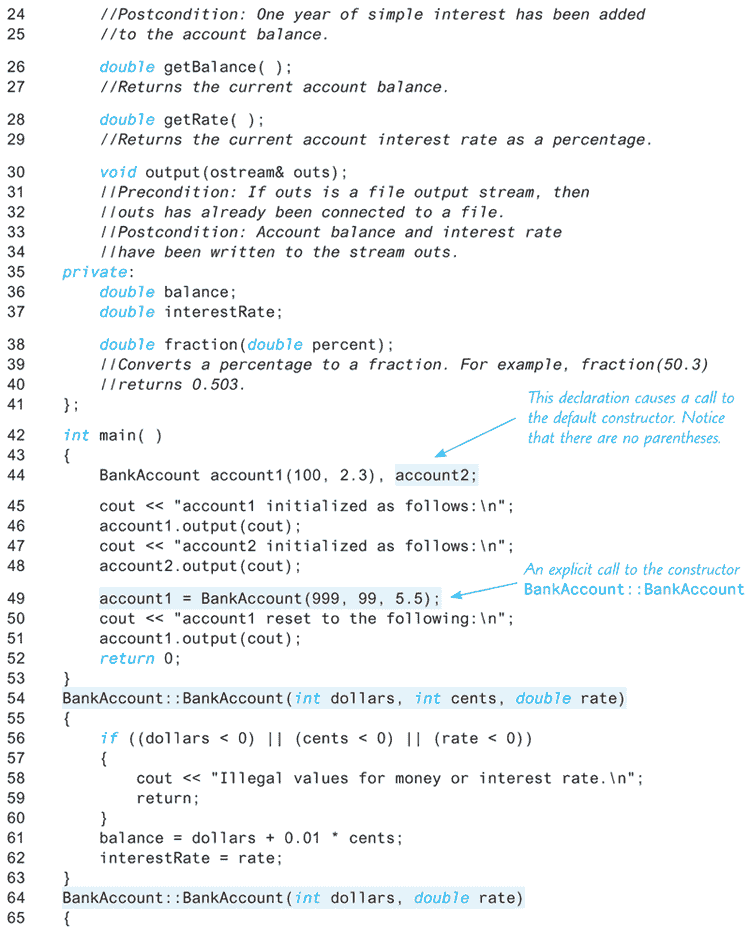 24 //Postcondition: One year of simple interest has been added
25 //to the account balance.
26 double getBalance( );
27 //Returns the current account balance.
28 double getRate( );
29 //Returns the current account interest rate as a percentage.
30 void output(ostream& outs);
31 //Precondition: If outs is a file output stream, then
32 //outs has already been connected to a file.
33 //Postcondition: Account balance and interest rate
34 //have been written to the stream outs.
35 private:
36 double balance;
37 double interestRate;
38 double fraction(double percent);
39 //Converts a percentage to a fraction. For example, fraction(50.3)
40 //returns 0.503.
41 };
This declaration causes a call to
the default constructor. Notice
that there are no parentheses.
42 int main( )
43 {
44 BankAccount account1(100, 2.3), account2;
45 cout << "account1 initialized as follows:\n";
46 account1.output(cout);
47 cout << "account2 initialized as follows:\n";
48 account2.output(cout);
An explicit call to the constructor
BankAccount::BankAccount
49 account1 = BankAccount(999, 99, 5.5);
50 cout << "account1 reset to the following:\n";
51 account1.output(cout);
52 return 0;
53 }
54 BankAccount::BankAccount(int dollars, int cents, double rate)
55 {
56 if ((dollars < 0) || (cents < 0) || (rate < 0))
57 {
58 cout << "Illegal values for money or interest rate.\n";
59 return;
60 }
61 balance = dollars + 0.01 * cents;
62 interestRate = rate;
63 }
64 BankAccount::BankAccount(int dollars, double rate)
65 {